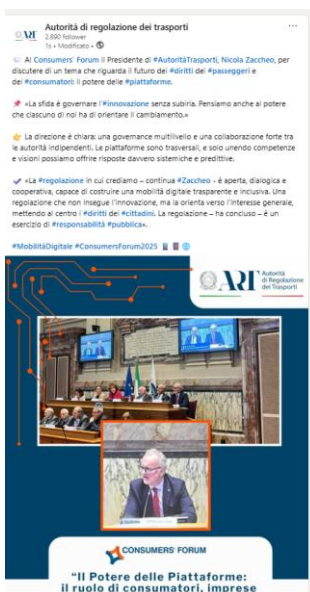 Autorità di regolazione dei trasporti
2.890 follower
1s • Modificato •
Al Consumers' Forum il Presidente di #AutoritàTrasporti, Nicola Zaccheo, per
discutere di un tema che riguarda il futuro dei #diritti dei #passeggeri e
dei #consumatori: il potere delle #piattaforme.
«La sfida è governare l'#innovazione senza subirla. Pensiamo anche al potere
che ciascuno di noi ha di orientare il cambiamento.»
La direzione è chiara: una governance multilivello e una collaborazione forte tra
le autorità indipendenti. Le piattaforme sono trasversali, e solo unendo competenze
e visioni possiamo offrire risposte davvero sistemiche e predittive.
«La #regolazione in cui crediamo – continua #Zaccheo - è aperta, dialogica e
cooperativa, capace di costruire una mobilità digitale trasparente e inclusiva. Una
regolazione che non insegue l'innovazione, ma la orienta verso l'interesse generale,
mettendo al centro i #diritti dei #cittadini. La regolazione – ha concluso – è un
esercizio di #responsabilità #pubblica».
#MobilitàDigitale #ConsumersForum2025
ART
Autorità
di Regolazione
dei Trasporti
CONSUMERS' FORUM
"Il Potere delle Piattaforme:
il ruolo di consumatori, imprese